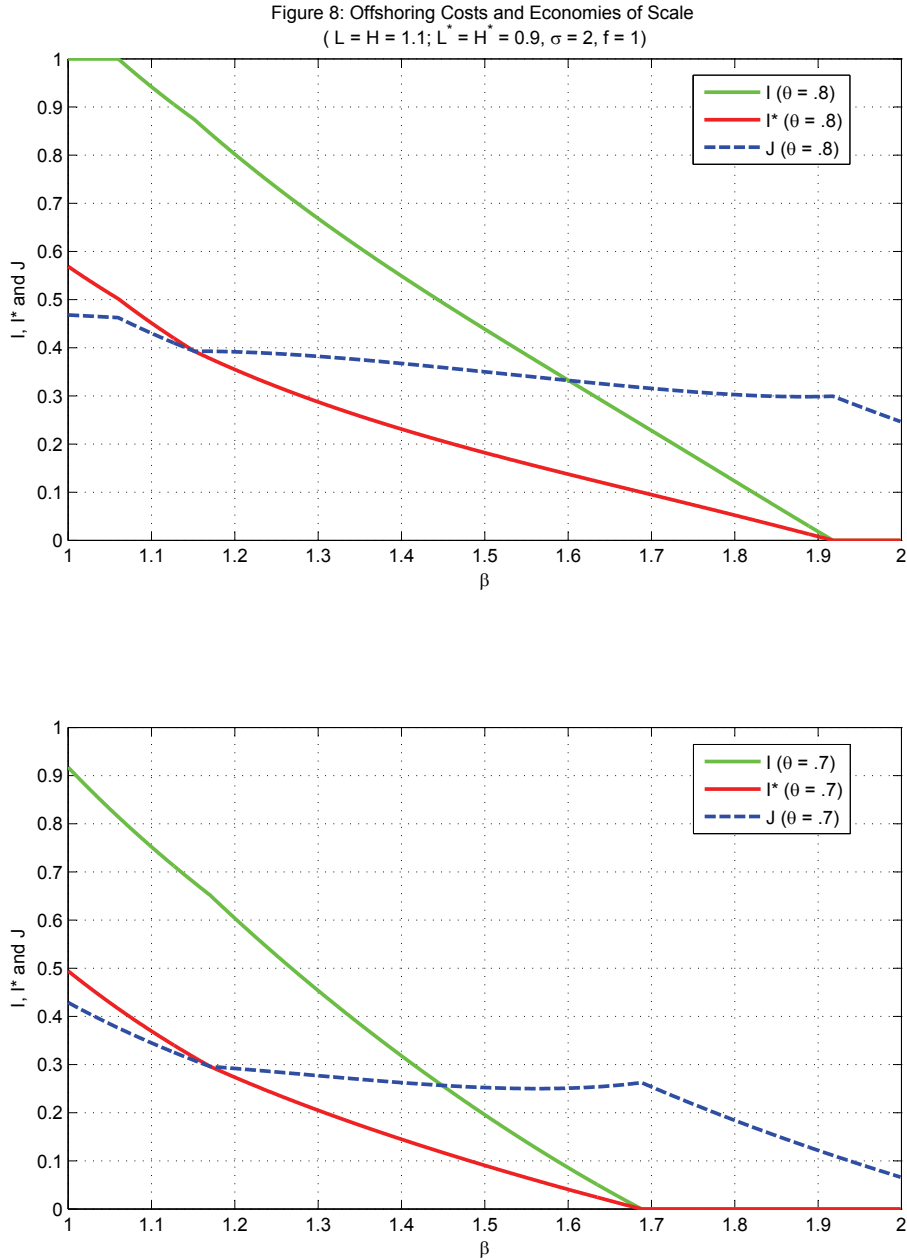 Figure 8: Offshoring Costs and Economies of Scale
( L = H = 1.1; L* = H* = 0.9, σ = 2, f = 1)
1
0.9
0.8
0.7
0.6
0.5
0.4
0.3
0.2
0.1
0
I, I* and J
I (θ = .8)
I* (θ = .8)
J (θ = .8)
1 1.1 1.2 1.3 1.4 1.5 1.6 1.7 1.8 1.9 2
β
1
0.9
0.8
0.7
0.6
0.5
0.4
0.3
0.2
0.1
0
I, I* and J
I (θ = .7)
I* (θ = .7)
J (θ = .7)
1 1.1 1.2 1.3 1.4 1.5 1.6 1.7 1.8 1.9 2
β